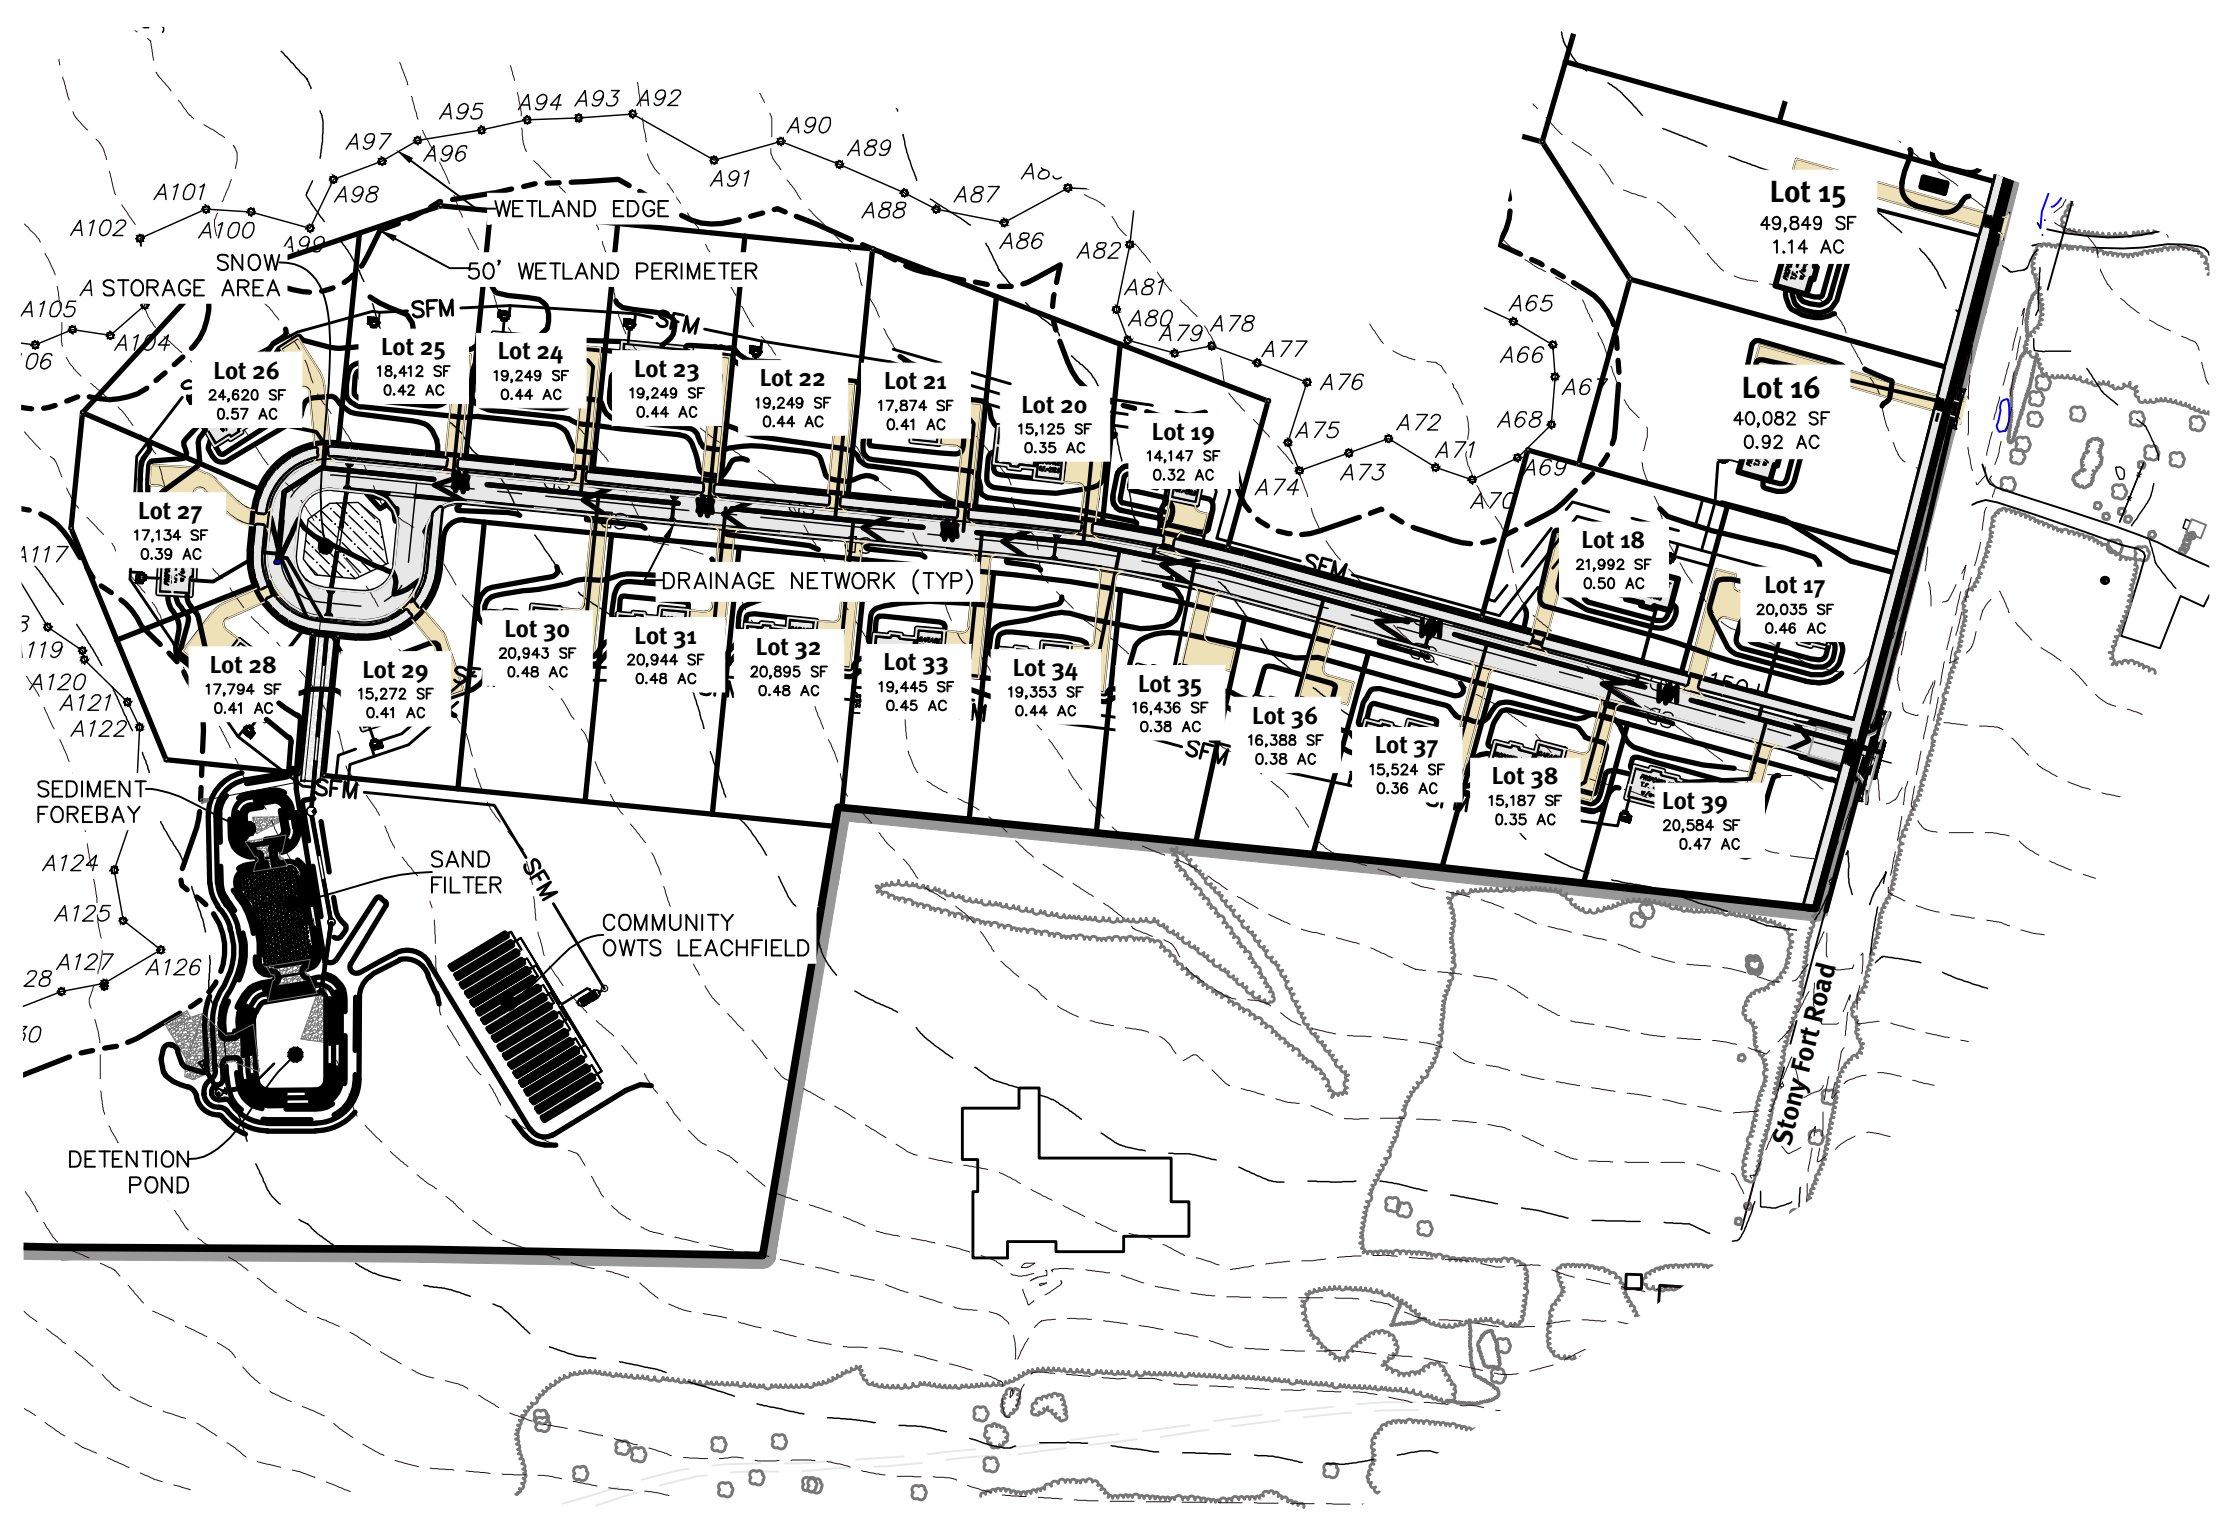 A95
A94
A93
A92
A97
A96
A90
A91
A89
A98
A88
A87
A86
A101
A102
A100
A99
WETLAND EDGE
SNOW
STORAGE AREA
50' WETLAND PERIMETER
A82
A81
A80
A79
A78
A77
A76
A75
A74
A73
A72
A71
A70
A69
A68
A67
A66
A65
A105
A104
SFM
SFM
Lot 15
49,849 SF
1.14 AC
Lot 16
40,082 SF
0.92 AC
Lot 17
20,035 SF
0.46 AC
Lot 18
21,992 SF
0.50 AC
Lot 19
14,147 SF
0.32 AC
Lot 20
15,125 SF
0.35 AC
Lot 21
17,874 SF
0.41 AC
Lot 22
19,249 SF
0.44 AC
Lot 23
19,249 SF
0.44 AC
Lot 24
19,249 SF
0.44 AC
Lot 25
18,412 SF
0.42 AC
Lot 26
24,620 SF
0.57 AC
Lot 27
17,134 SF
0.39 AC
Lot 28
17,794 SF
0.41 AC
Lot 29
15,272 SF
0.41 AC
Lot 30
20,943 SF
0.48 AC
Lot 31
20,944 SF
0.48 AC
Lot 32
20,895 SF
0.48 AC
Lot 33
19,445 SF
0.45 AC
Lot 34
19,353 SF
0.44 AC
Lot 35
16,436 SF
0.38 AC
Lot 36
16,388 SF
0.38 AC
Lot 37
15,524 SF
0.36 AC
Lot 38
15,187 SF
0.35 AC
Lot 39
20,584 SF
0.47 AC
DRAINAGE NETWORK (TYP)
SFM
SFM
A117
A119
A120
A121
A122
SEDIMENT
FOREBAY
SFM
SFM
A124
A125
A126
A127
SAND
FILTER
COMMUNITY
OWTS LEACHFIELD
DETENTION
POND
Stony Fort Road